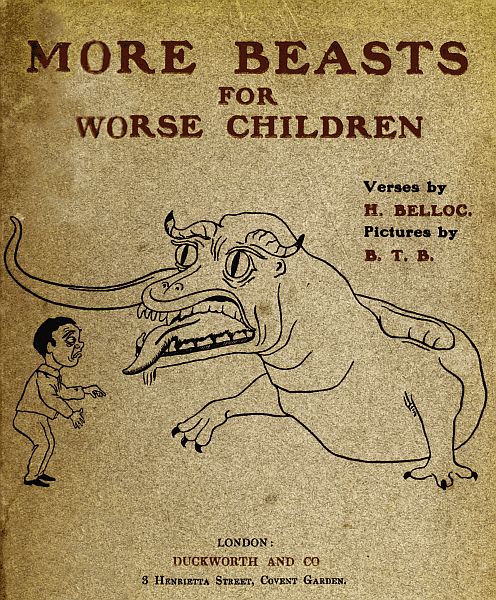 MORE BEASTS
FOR
WORSE CHILDREN
Verses by
H. BELLOC.
Pictures by
B. T. B.
LONDON:
DUCKWORTH AND CO
3 HENRIETTA STREET, COVENT GARDEN.